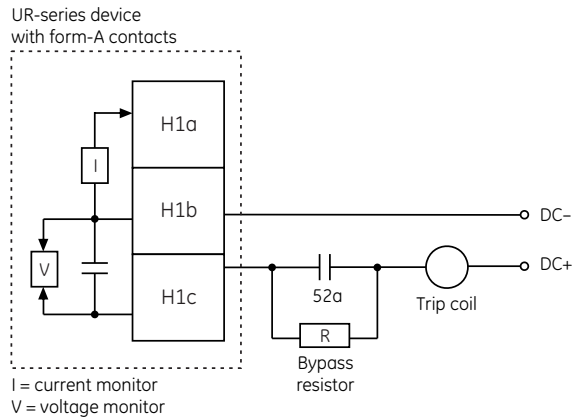 UR-series device
with form-A contacts
H1a
I
H1b
DC–
V
DC+
H1c
52a
Trip coil
R
Bypass
resistor
I = current monitor
V = voltage monitor